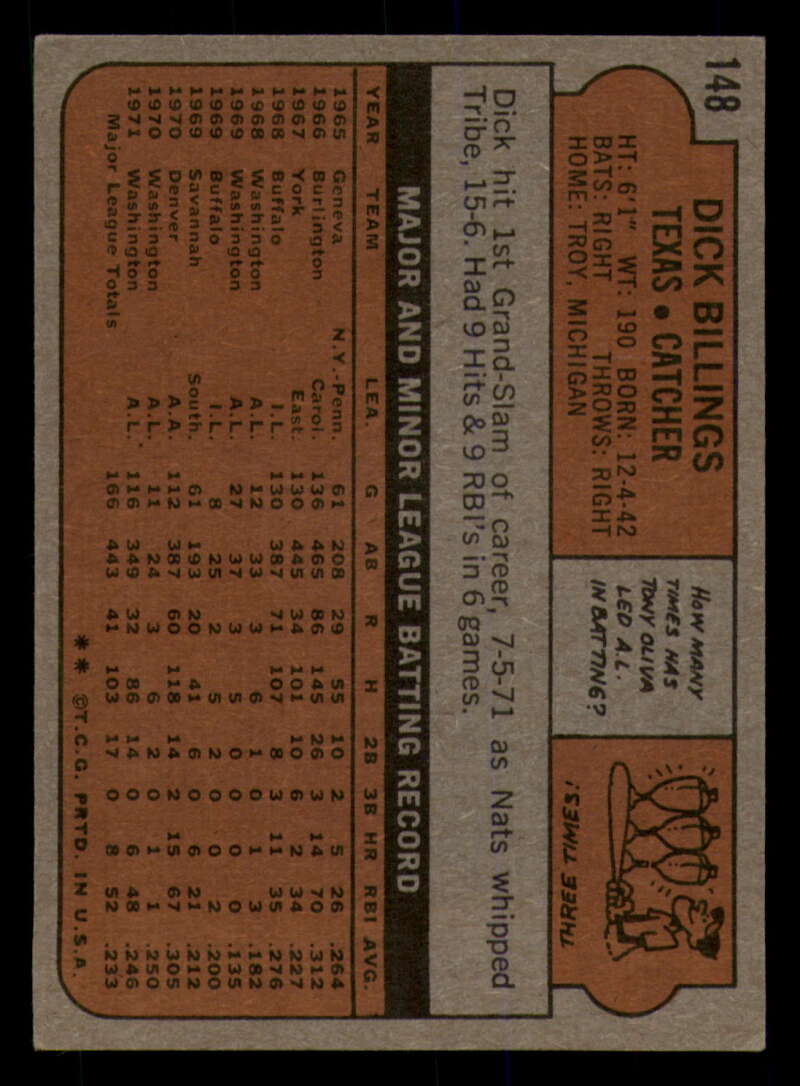 148
DICK BILLINGS
TEXAS • CATCHER
HT: 6'1" WT: 190 BORN: 12-4-42
BATS: RIGHT THROWS: RIGHT
HOME: TROY, MICHIGAN
HOW MANY
TIMES HAS
TONY OLIVA
LED A.L.
IN BATTING?
THREE TIMES!
Dick hit 1st Grand-Slam of career, 7-5-71 as Nats whipped
Tribe, 15-6. Had 9 Hits & 9 RBI's in 6 games.
MAJOR AND MINOR LEAGUE BATTING RECORD
YEAR TEAM LEA. G AB R H 2B 3B HR RBI AVG.
1965 Geneva N.Y.-Penn. 61 208 29 55 10 2 5 26 .264
1966 Burlington Carol. 136 465 86 145 26 3 14 70 .312
1967 York East. 130 445 34 101 10 6 2 34 .227
1968 Buffalo I.L. 130 387 71 107 8 3 11 35 .276
1968 Washington A.L. 12 33 3 6 1 0 1 3 .182
1969 Washington A.L. 27 37 3 5 0 0 0 0 .135
1969 Buffalo I.L. 8 25 2 5 2 0 0 2 .200
1969 Savannah South. 61 193 20 41 6 0 6 21 .212
1970 Denver A.A. 112 387 60 118 14 2 15 67 .305
1970 Washington A.L. 11 24 3 6 2 0 1 1 .250
1971 Washington A.L. 116 349 32 86 14 0 6 48 .246
Major League Totals 166 443 41 103 17 0 8 52 .233
** ©T.C.G. PRTD. IN U.S.A.